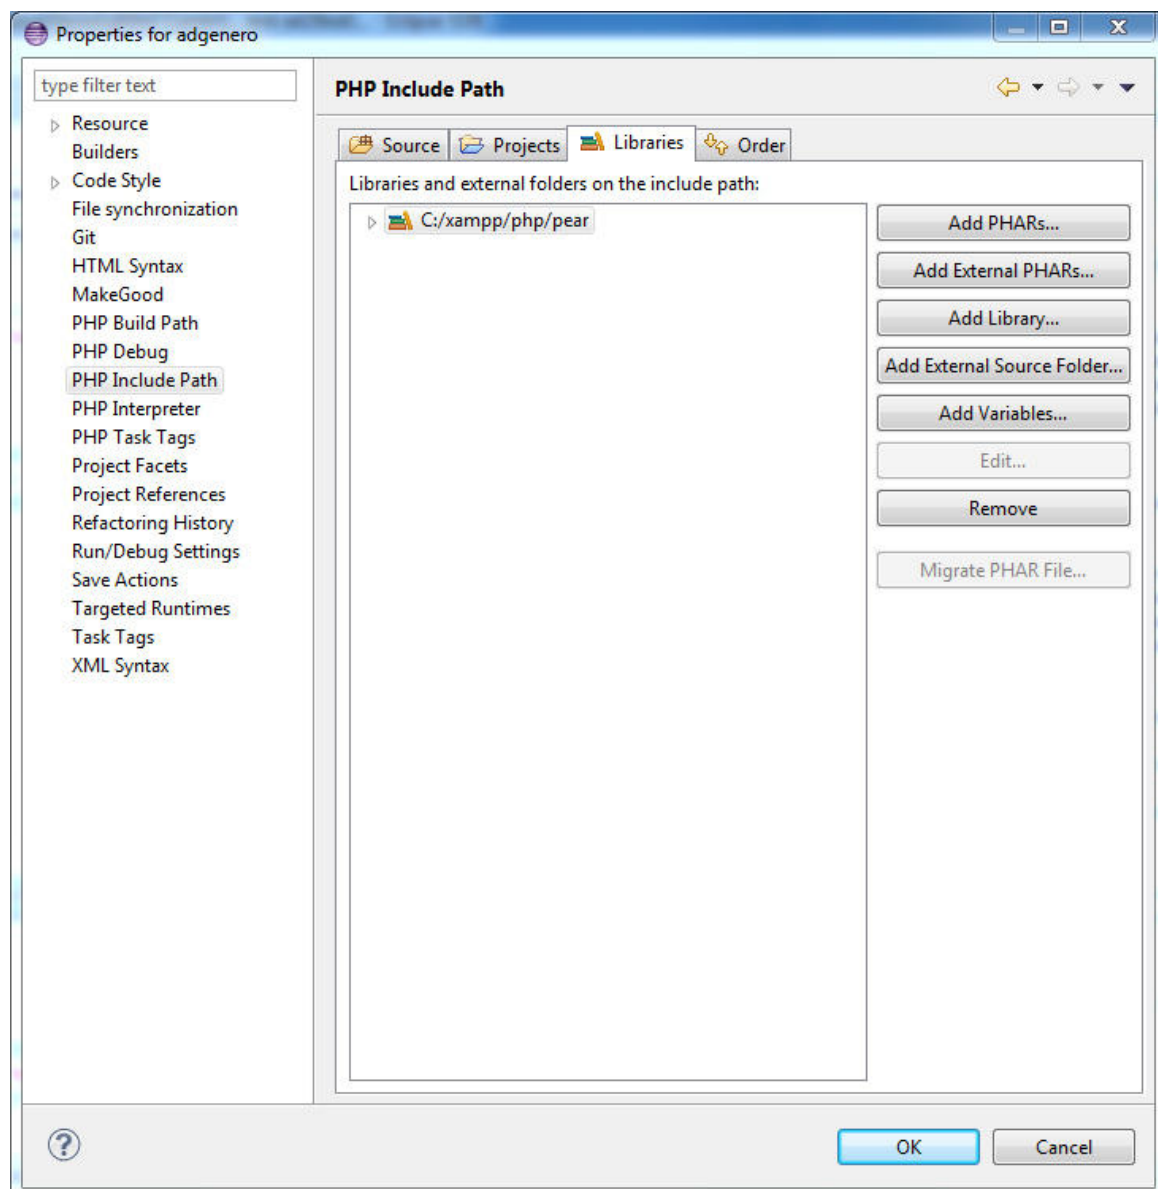 Properties for adgenero
type filter text
Resource
Builders
Code Style
File synchronization
Git
HTML Syntax
MakeGood
PHP Build Path
PHP Debug
PHP Include Path
PHP Interpreter
PHP Task Tags
Project Facets
Project References
Refactoring History
Run/Debug Settings
Save Actions
Targeted Runtimes
Task Tags
XML Syntax
PHP Include Path
Source Projects Libraries Order
Libraries and external folders on the include path:
C:/xampp/php/pear
Add PHARs...
Add External PHARs...
Add Library...
Add External Source Folder...
Add Variables...
Edit...
Remove
Migrate PHAR File...
?
OK Cancel